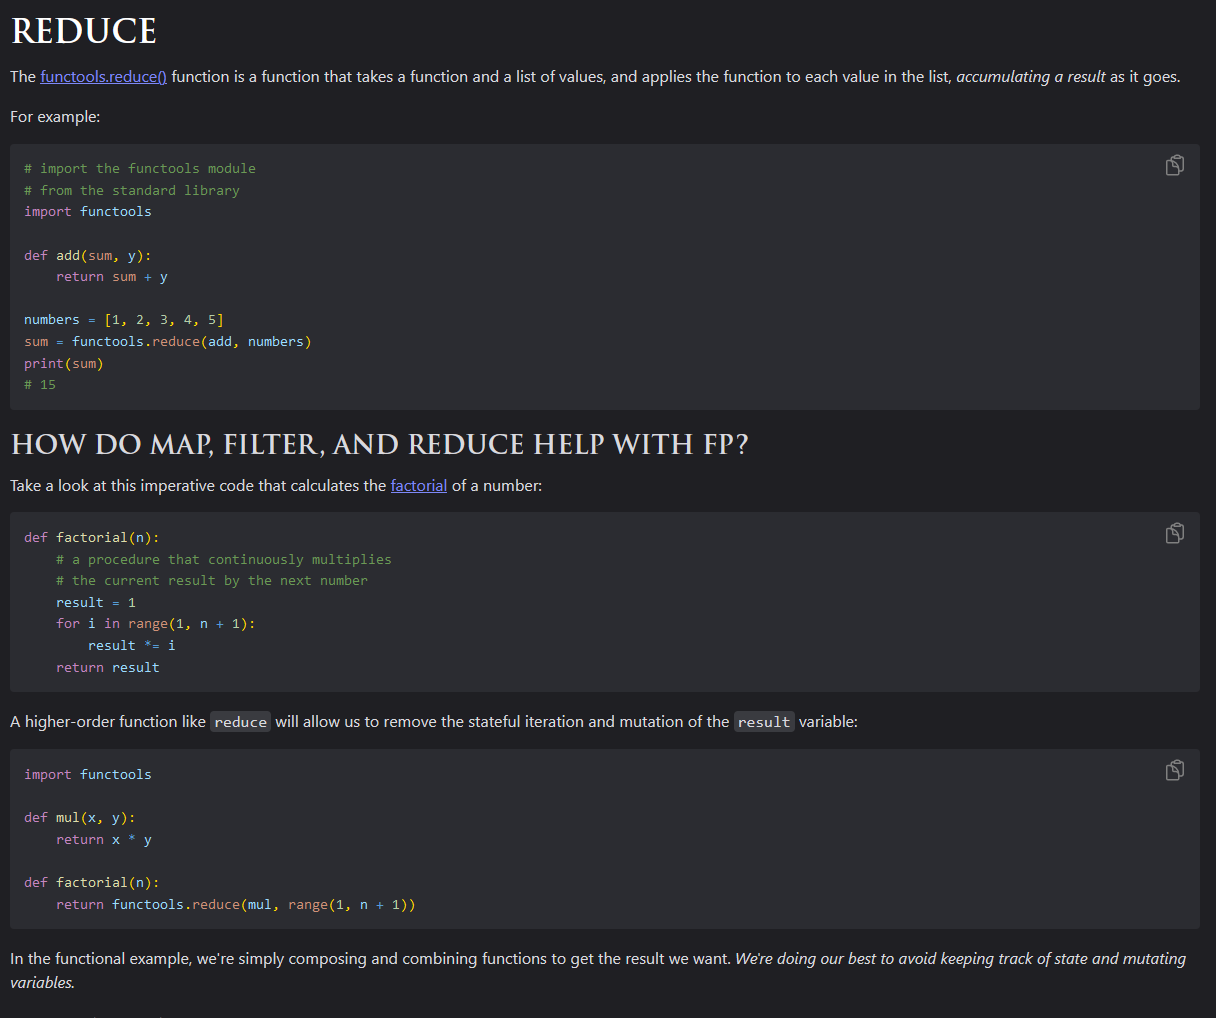 REDUCE
The functools.reduce() function is a function that takes a function and a list of values, and applies the function to each value in the list, accumulating a result as it goes.
For example:
# import the functools module
# from the standard library
import functools
def add(sum, y):
    return sum + y
numbers = [1, 2, 3, 4, 5]
sum = functools.reduce(add, numbers)
print(sum)
# 15
HOW DO MAP, FILTER, AND REDUCE HELP WITH FP?
Take a look at this imperative code that calculates the factorial of a number:
def factorial(n):
    # a procedure that continuously multiplies
    # the current result by the next number
    result = 1
    for i in range(1, n + 1):
        result *= i
    return result
A higher-order function like reduce will allow us to remove the stateful iteration and mutation of the result variable:
import functools
def mul(x, y):
    return x * y
def factorial(n):
    return functools.reduce(mul, range(1, n + 1))
In the functional example, we're simply composing and combining functions to get the result we want. We're doing our best to avoid keeping track of state and mutating
variables.